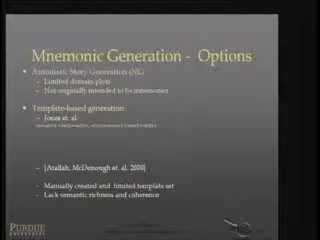 Mnemonic Generation - Options
• Automatic Story Generation (NL)
– Limited domain plots
– Not originally intended to be mnemonics
• Template-based generation
– Jones et. al.
– [Atallah, McDonough et. al. 2000]
- Manually created and limited template set
- Lack semantic richness and coherence
PURDUE
UNIVERSITY